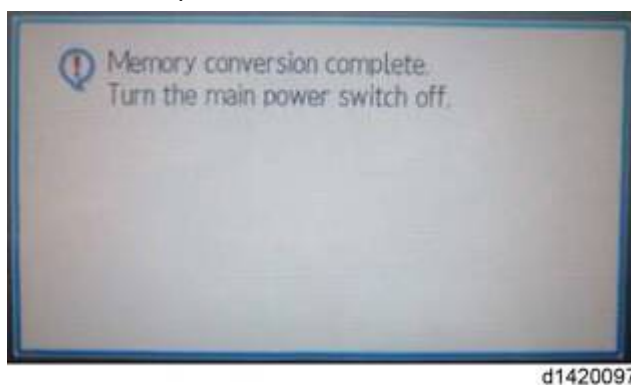 Memory conversion complete.
Turn the main power switch off.
d1420097